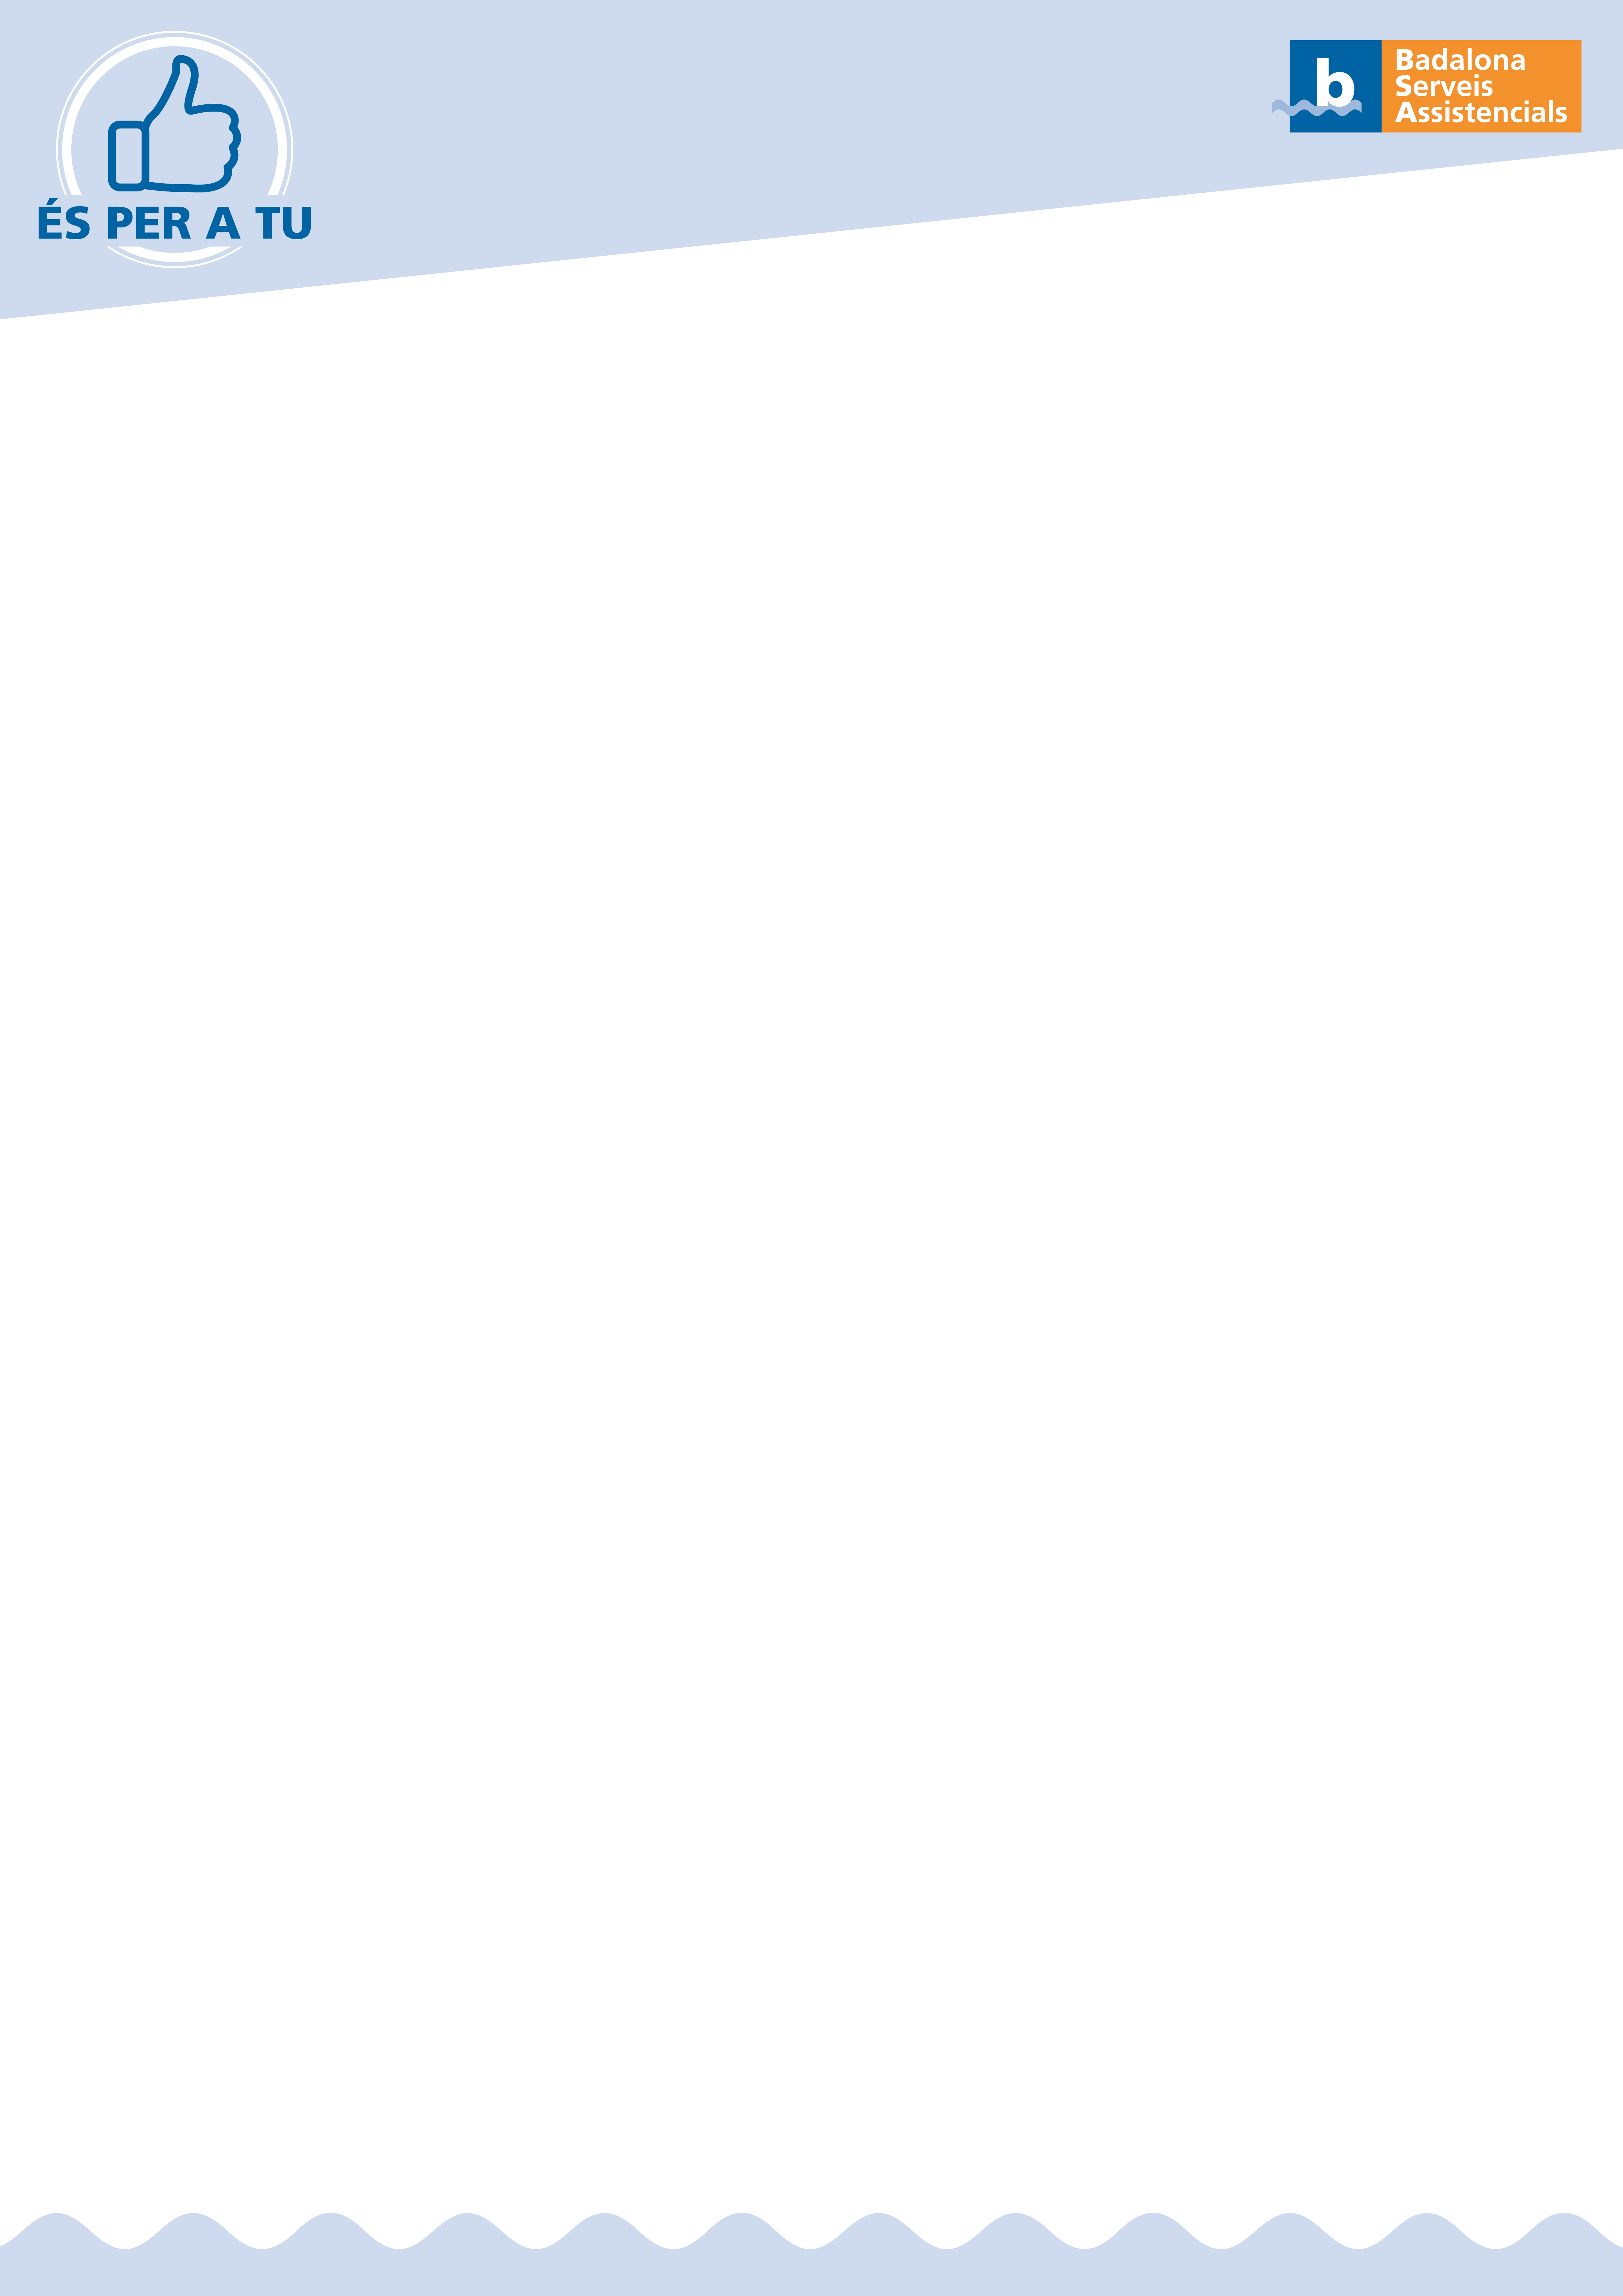 ÉS PER A TU
b
Badalona
Serveis
Assistencials